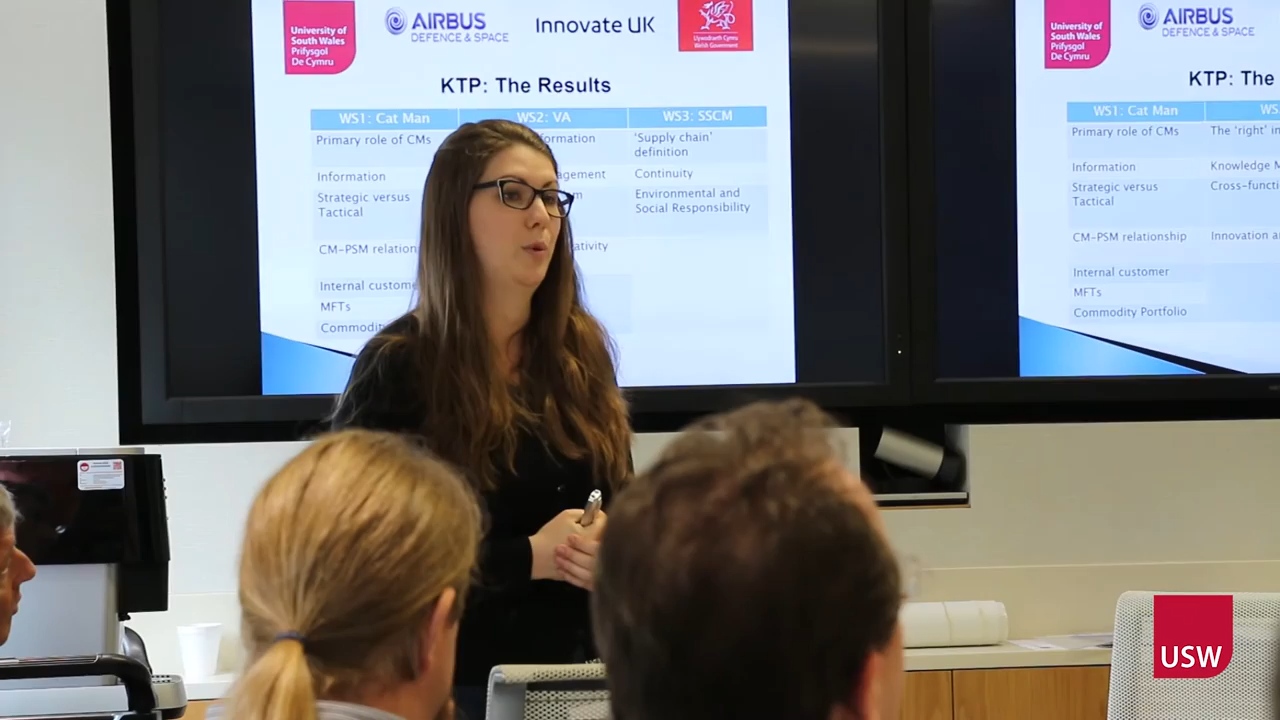 University of
South Wales
Prifysgol
De Cymru
AIRBUS
DEFENCE & SPACE
Innovate UK
Llywodraeth Cymru
Welsh Government
KTP: The Results
WS1: Cat Man
WS2: VA
WS3: SSCM
Primary role of CMs
'Supply chain'
definition
Information
Continuity
Strategic versus
Tactical
Environmental and
Social Responsibility
CM-PSM relation
Internal custome
MFTs
Commodit
University of
South Wales
Prifysgol
De Cymru
AIRBUS
DEFENCE & SPACE
KTP: The
WS1: Cat Man
WS
Primary role of CMs
The 'right' in
Information
Knowledge M
Strategic versus
Tactical
Cross-functi
CM-PSM relationship
Innovation a
Internal customer
MFTs
Commodity Portfolio
USW